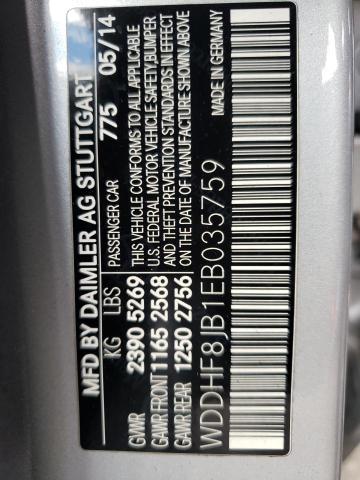 MFD BY DAIMLER AG STUTTGART
KG LBS PASSENGER CAR 775 05/14
GVWR 2390 5269 THIS VEHICLE CONFORMS TO ALL APPLICABLE
GAWR FRONT 1165 2568 U.S. FEDERAL MOTOR VEHICLE SAFETY, BUMPER
GAWR REAR 1250 2756 AND THEFT PREVENTION STANDARDS IN EFFECT
ON THE DATE OF MANUFACTURE SHOWN ABOVE
WDDHF8JB1EB035759
MADE IN GERMANY